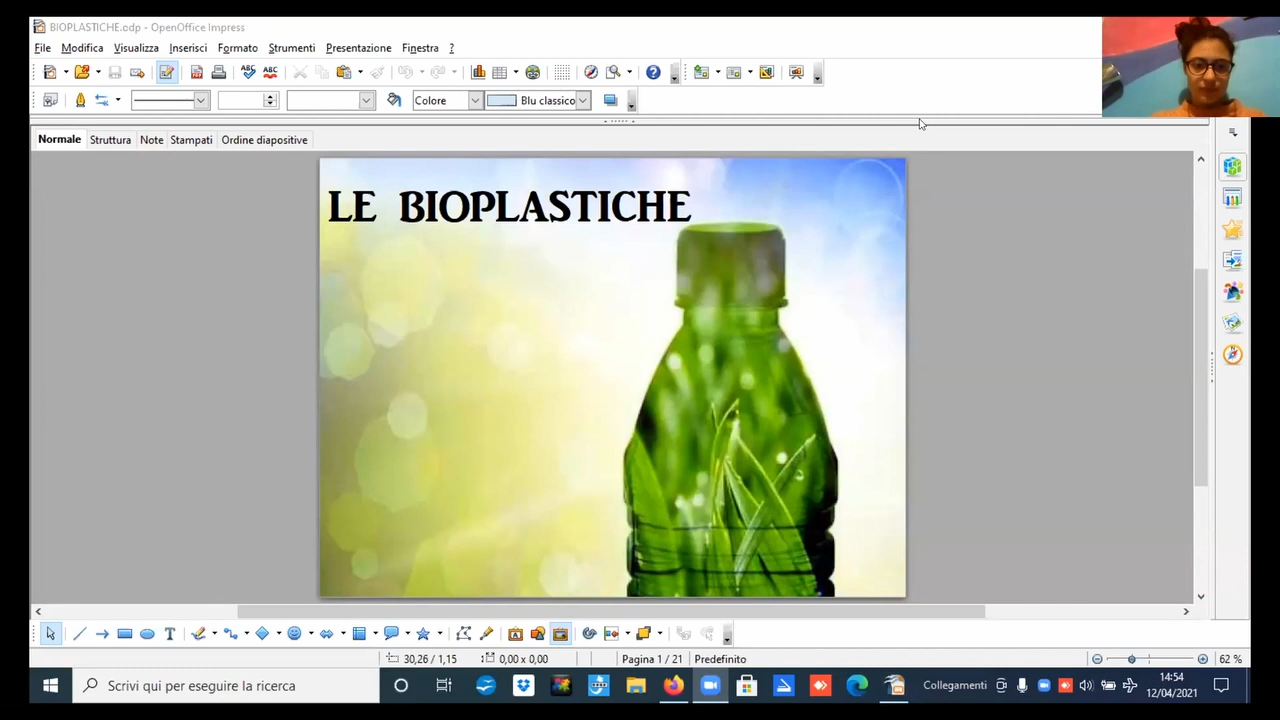 BIOPLASTICHE.odp - OpenOffice Impress
File Modifica Visualizza Inserisci Formato Strumenti Presentazione Finestra ?
ABC ABC
Colore Blu classico
Normale Struttura Note Stampati Ordine diapositive
LE BIOPLASTICHE
30,26 / 1,15 0,00 x 0,00 Pagina 1 / 21 Predefinito 62 %
Scrivi qui per eseguire la ricerca
Collegamenti
14:54
12/04/2021